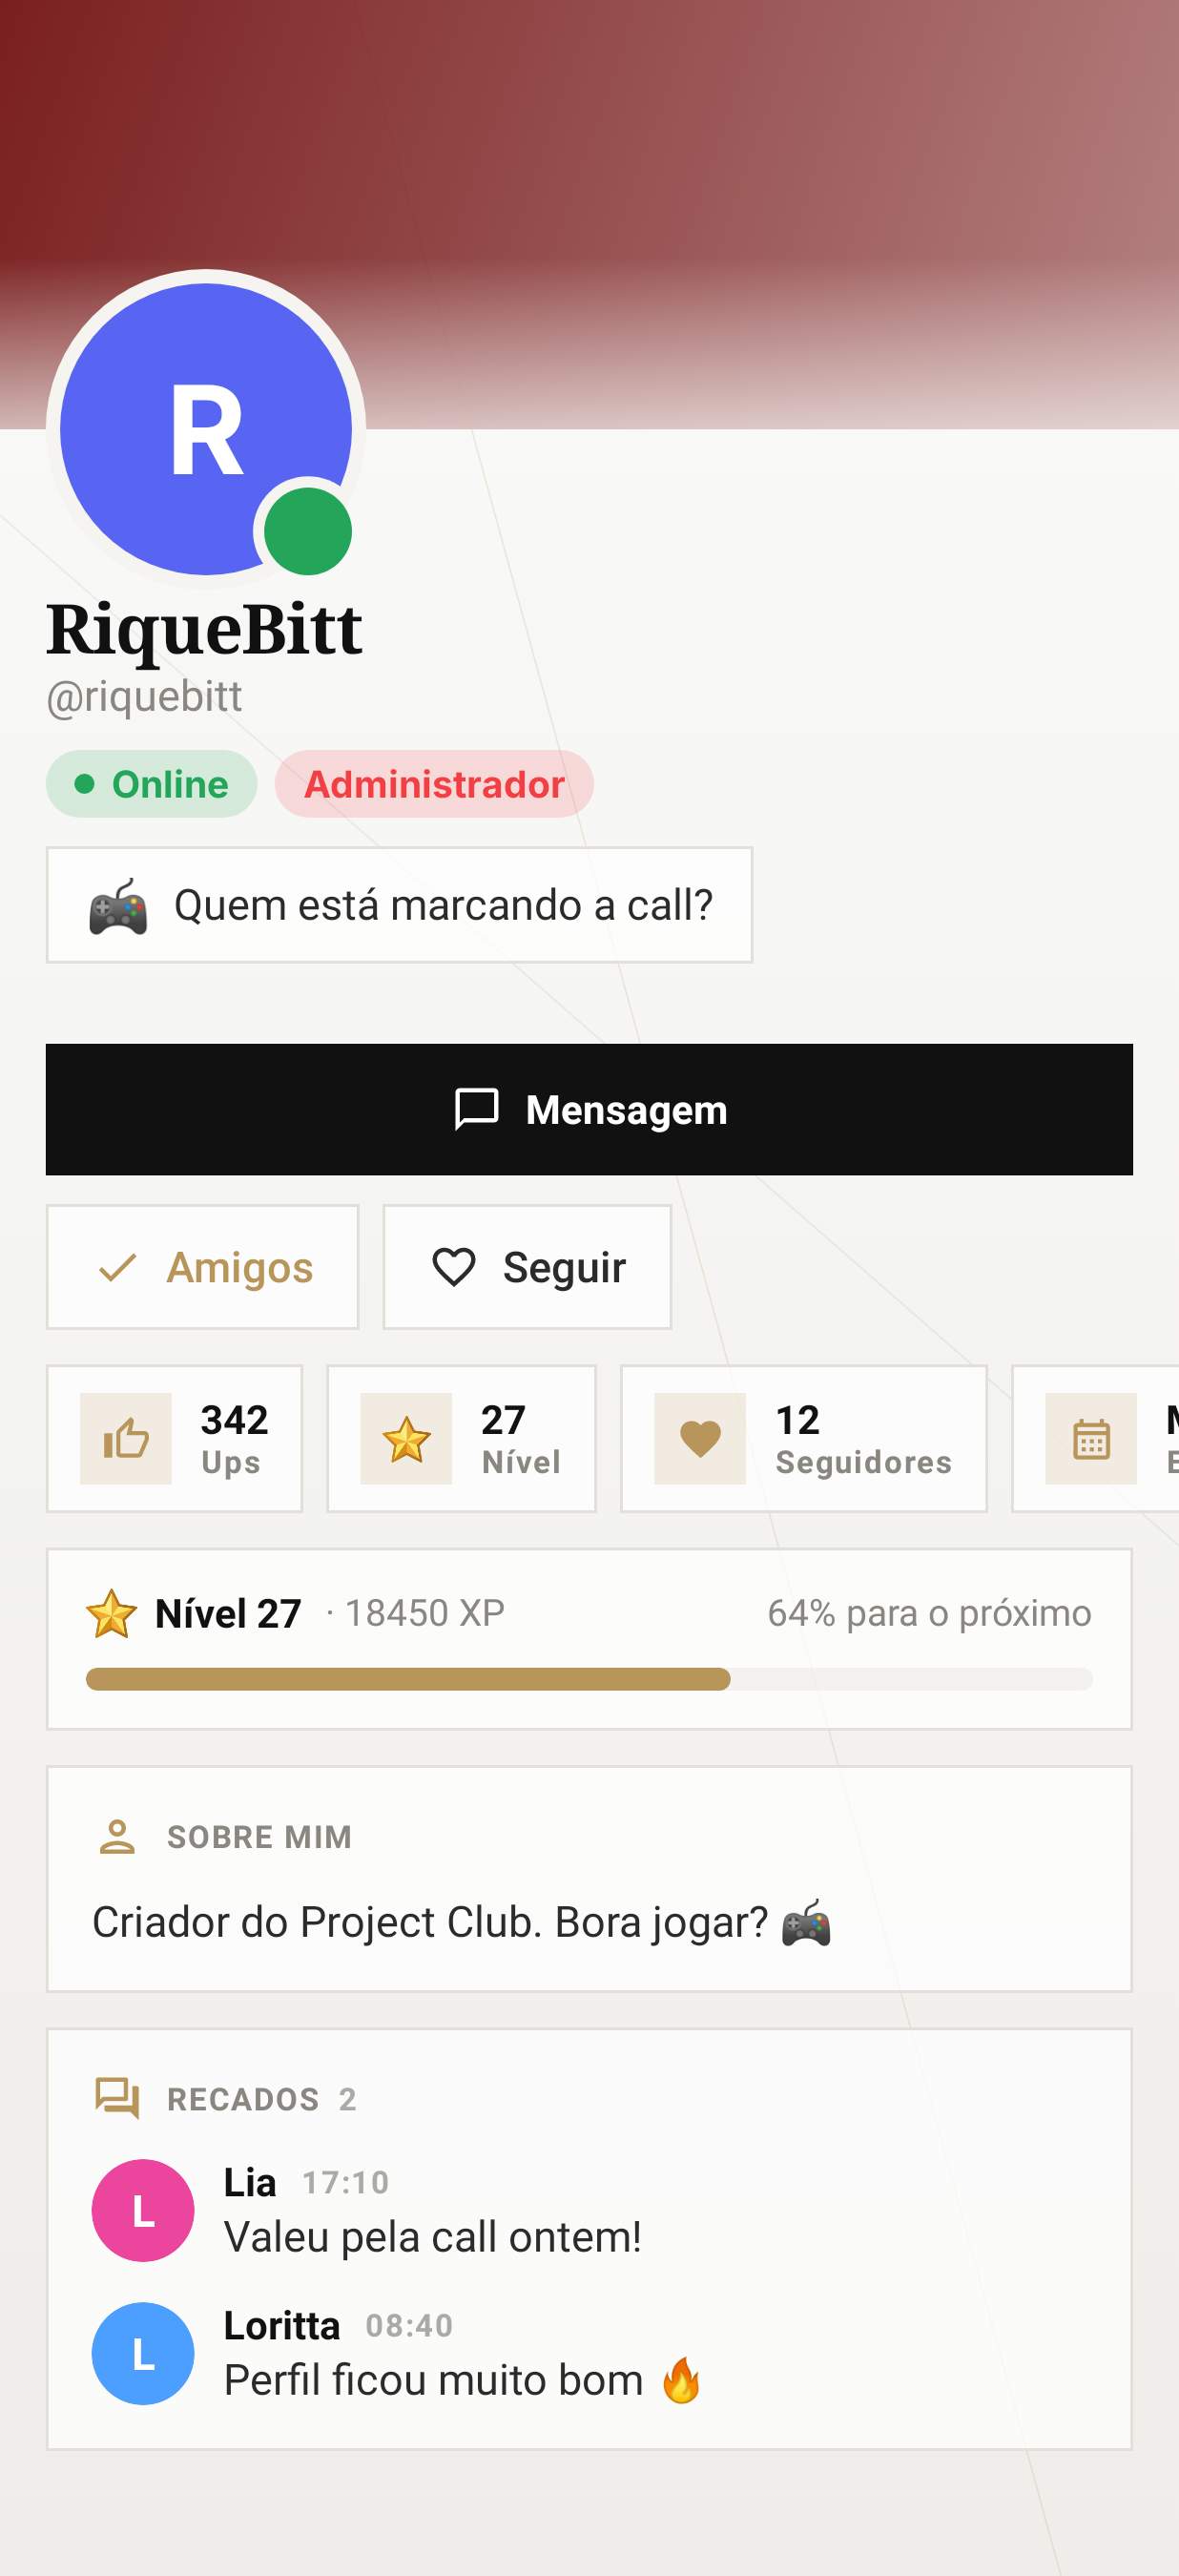 R
RiqueBitt
@riquebitt
Online
Administrador
🎮 Quem está marcando a call?
Mensagem
Amigos
Seguir
342
Ups
27
Nível
12
Seguidores
Nível 27 · 18450 XP
64% para o próximo
SOBRE MIM
Criador do Project Club. Bora jogar? 🎮
RECADOS 2
L
Lia 17:10
Valeu pela call ontem!
L
Loritta 08:40
Perfil ficou muito bom 🔥